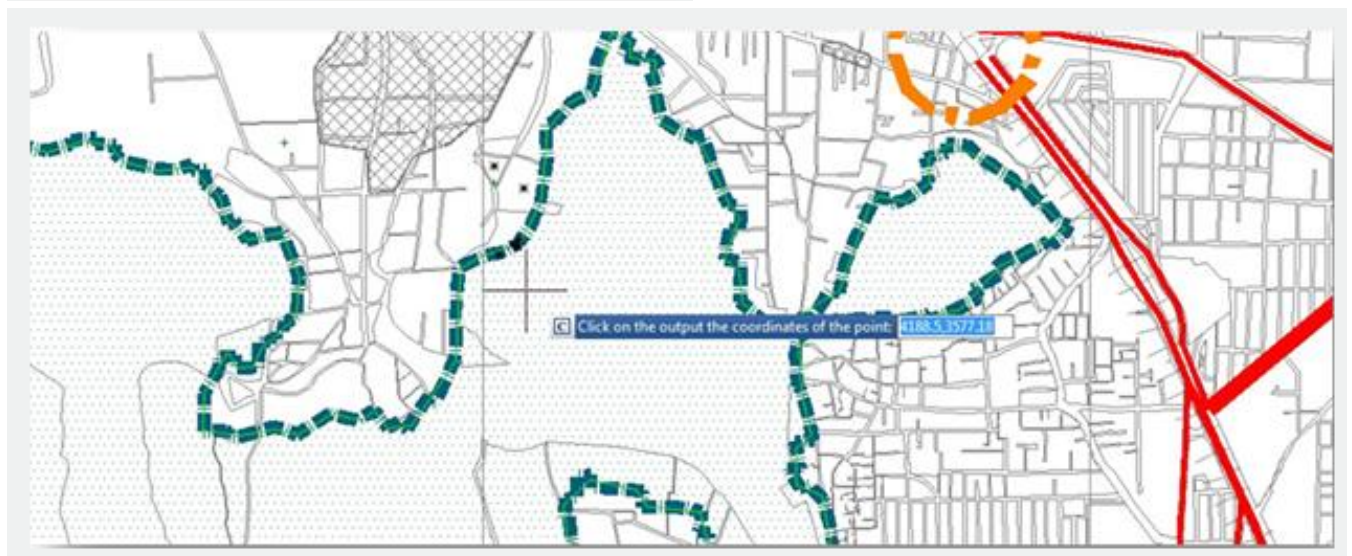 Click on the output the coordinates of the point: 4188.5,3577.18